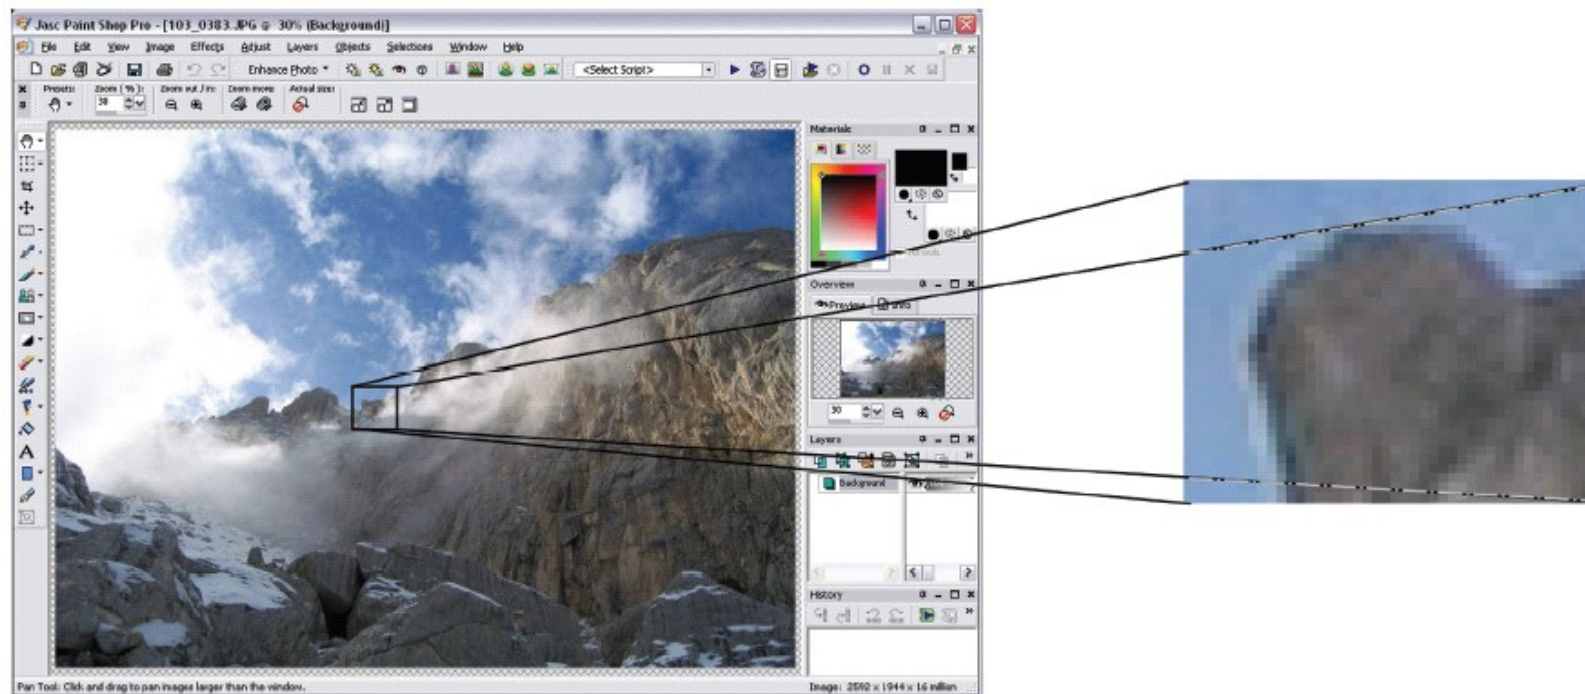 Jasc Paint Shop Pro - [103_0383.JPG @ 30% (Background)]
File Edit View Image Effects Adjust Layers Objects Selections Window Help
Enhance Photo <Select Script>
Presets: Zoom (%): Zoom out / in: Zoom more: Actual size:
30
Materials
Overview
Preview Info
30
Layers
Background
History
Pan Tool: Click and drag to pan images larger than the window.
Image: 2592 x 1944 x 16 million